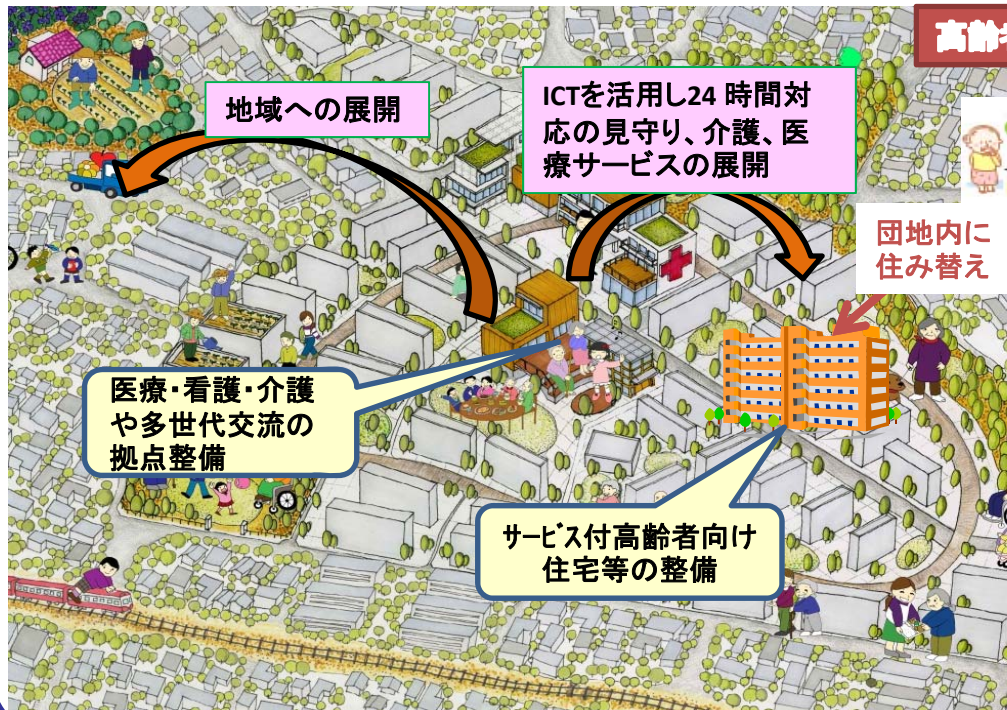 高齢者
地域への展開
ICTを活用し24 時間対
応の見守り、介護、医
療サービスの展開
団地内に
住み替え
医療・看護・介護
や多世代交流の
拠点整備
サービス付高齢者向け
住宅等の整備